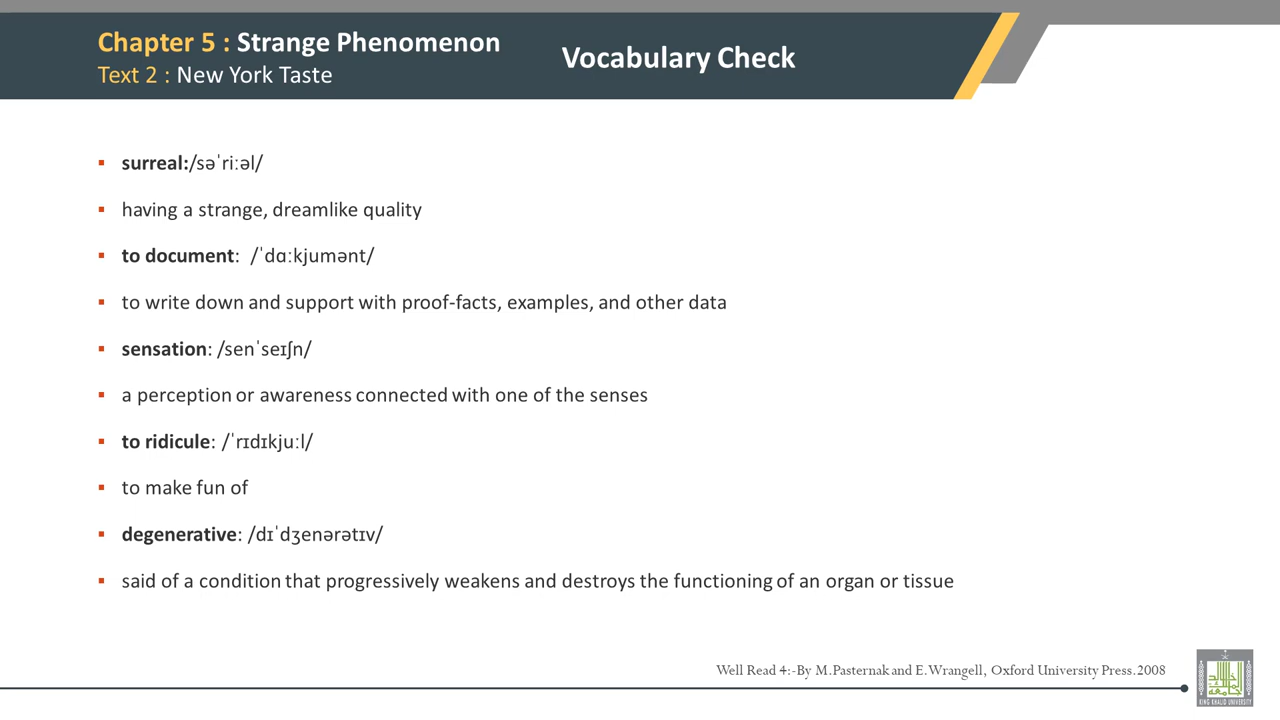 Chapter 5 : Strange Phenomenon
Text 2 : New York Taste
Vocabulary Check
▪ surreal:/səˈriːəl/
▪ having a strange, dreamlike quality
▪ to document: /ˈdɑːkjumənt/
▪ to write down and support with proof-facts, examples, and other data
▪ sensation: /senˈseɪʃn/
▪ a perception or awareness connected with one of the senses
▪ to ridicule: /ˈrɪdɪkjuːl/
▪ to make fun of
▪ degenerative: /dɪˈdʒenərətɪv/
▪ said of a condition that progressively weakens and destroys the functioning of an organ or tissue
Well Read 4:-By M.Pasternak and E.Wrangell, Oxford University Press.2008
KING KHALID UNIVERSITY